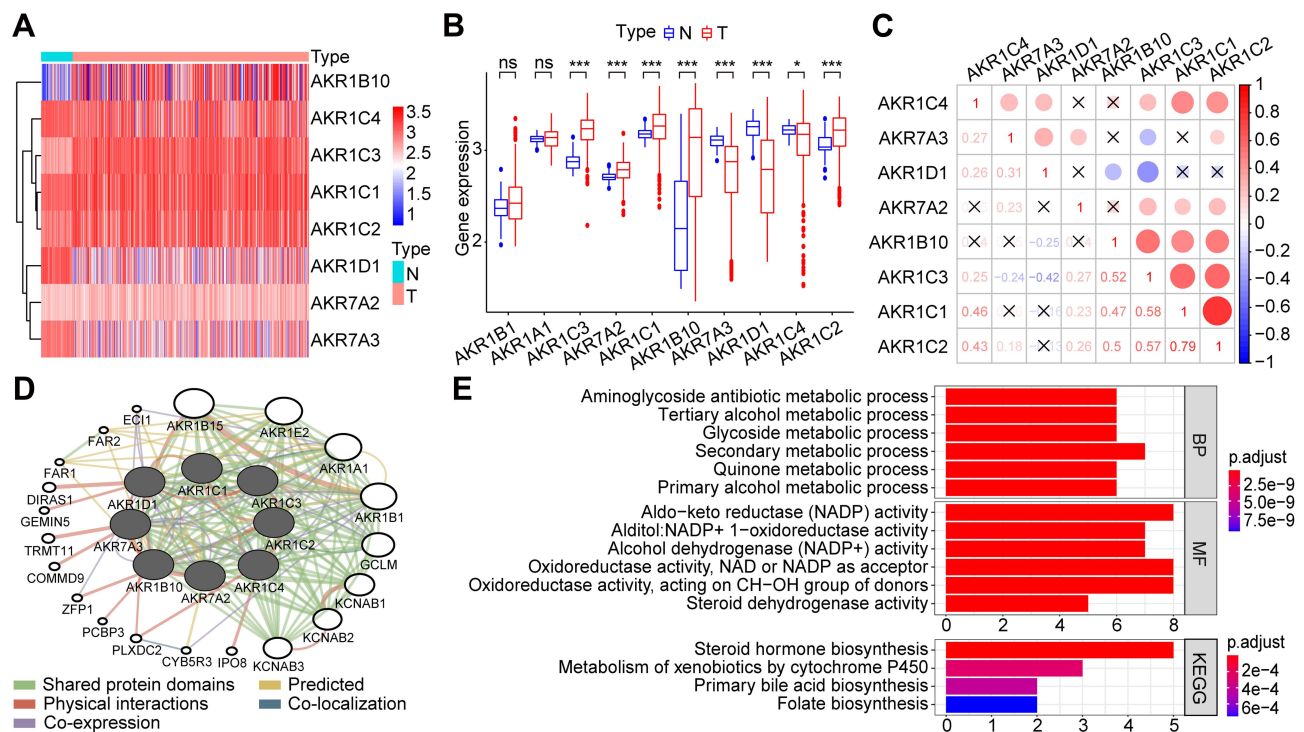 A
Type
AKR1B10
AKR1C4
AKR1C3
AKR1C1
AKR1C2
AKR1D1
AKR7A2
AKR7A3
3.5
3
2.5
2
1.5
1
Type
N
T
B
Type N T
ns ns *** *** *** *** *** *** * ***
Gene expression
3
2
AKR1B1
AKR1A1
AKR1C3
AKR7A2
AKR1C1
AKR1B10
AKR7A3
AKR1D1
AKR1C4
AKR1C2
C
AKR1C4 AKR7A3 AKR1D1 AKR7A2 AKR1B10 AKR1C3 AKR1C1 AKR1C2
AKR1C4 1
AKR7A3 0.27 1
AKR1D1 0.26 0.31 1
AKR7A2 0.23 1
AKR1B10 −0.25 1
AKR1C3 0.25 −0.24 −0.42 0.27 0.52 1
AKR1C1 0.46 0.23 0.47 0.58 1
AKR1C2 0.43 0.18 0.26 0.5 0.57 0.79 1
1
0.8
0.6
0.4
0.2
0
−0.2
−0.4
−0.6
−0.8
−1
D
ECI1
AKR1B15
AKR1E2
FAR2
AKR1A1
FAR1
AKR1C1
AKR1C3
DIRAS1
AKR1D1
AKR1B1
GEMIN5
AKR7A3
AKR1C2
TRMT11
GCLM
COMMD9
AKR1B10
AKR7A2
AKR1C4
KCNAB1
ZFP1
PCBP3
KCNAB2
PLXDC2
CYB5R3
IPO8
KCNAB3
Shared protein domains
Physical interactions
Co−expression
Predicted
Co−localization
E
Aminoglycoside antibiotic metabolic process
Tertiary alcohol metabolic process
Glycoside metabolic process
Secondary metabolic process
Quinone metabolic process
Primary alcohol metabolic process
BP
Aldo−keto reductase (NADP) activity
Alditol:NADP+ 1−oxidoreductase activity
Alcohol dehydrogenase (NADP+) activity
Oxidoreductase activity, NAD or NADP as acceptor
Oxidoreductase activity, acting on CH−OH group of donors
Steroid dehydrogenase activity
MF
0 2 4 6 8
p.adjust
2.5e−9
5.0e−9
7.5e−9
Steroid hormone biosynthesis
Metabolism of xenobiotics by cytochrome P450
Primary bile acid biosynthesis
Folate biosynthesis
KEGG
0 1 2 3 4 5
p.adjust
2e−4
4e−4
6e−4